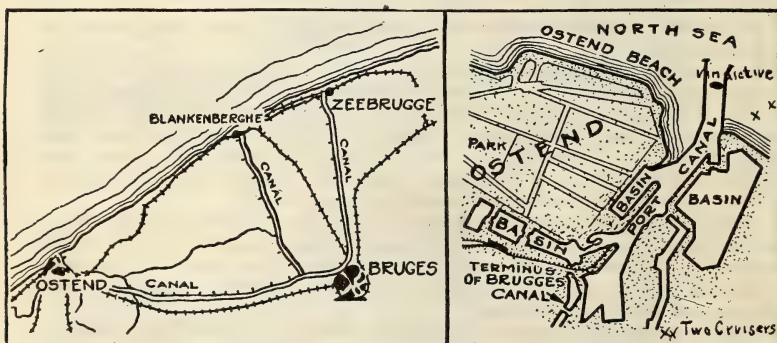 BLANKENBERGHE
ZEEBRUGGE
CANAL
CANAL
BRUGES
OSTEND
CANAL
NORTH SEA
OSTEND BEACH
Vindictive
PARK
OSTEND
CANAL
BASIN
PORT
BASIN
BASIN
TERMINUS
OF BRUGGES
CANAL
xx Two Cruisers